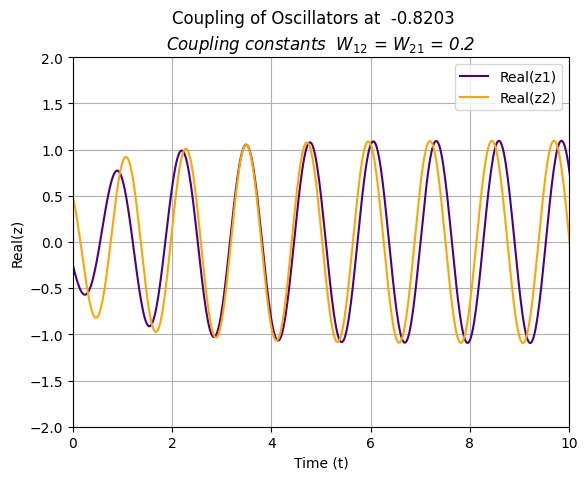 Coupling of Oscillators at  -0.8203
Coupling constants  W₁₂ = W₂₁ = 0.2
Real(z1)
Real(z2)
Real(z)
2.0
1.5
1.0
0.5
0.0
−0.5
−1.0
−1.5
−2.0
0 2 4 6 8 10
Time (t)